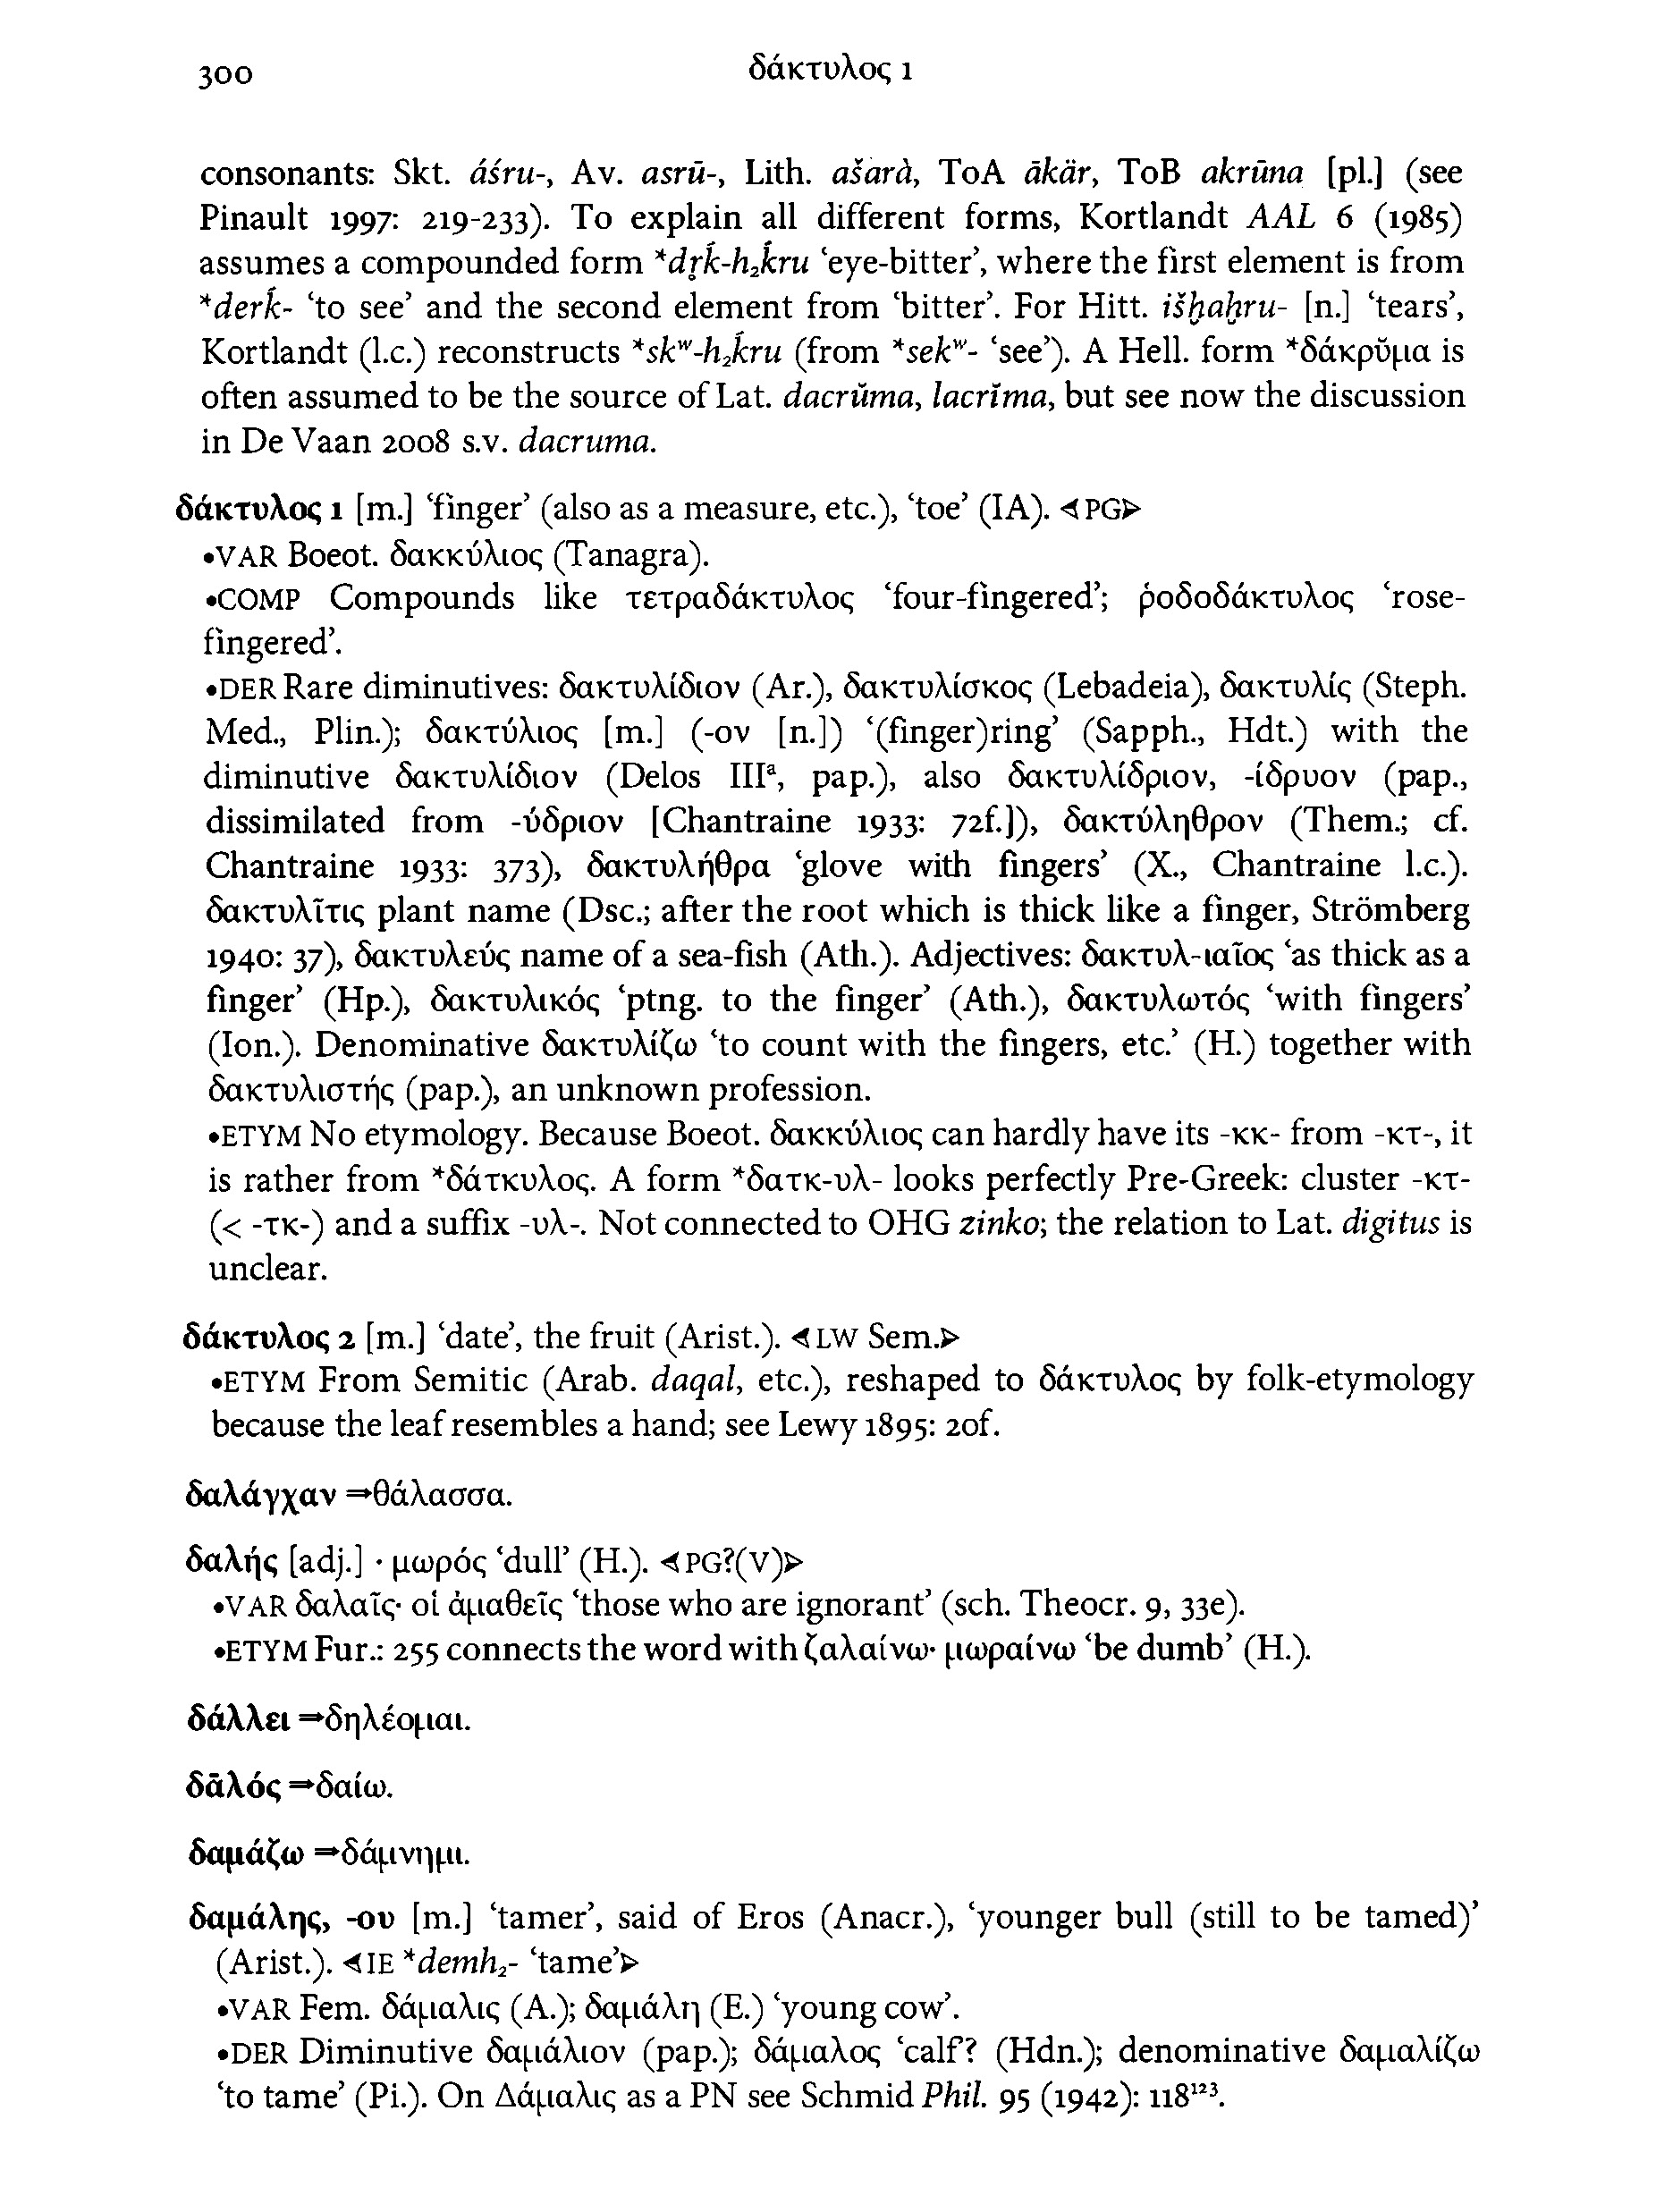 300
δάκτυλος 1
consonants: Skt. áśru-, Av. asrū-, Lith. ašarà, ToA ākär, ToB akrūna [pl.] (see
Pinault 1997: 219-233). To explain all different forms, Kortlandt AAL 6 (1985)
assumes a compounded form *dr̥ḱ-h₂ḱru ‘eye-bitter’, where the first element is from
*derḱ- ‘to see’ and the second element from ‘bitter’. For Hitt. išḫaḫru- [n.] ‘tears’,
Kortlandt (l.c.) reconstructs *skʷ-h₂ḱru (from *sekʷ- ‘see’). A Hell. form *δάκρῠμα is
often assumed to be the source of Lat. dacrŭma, lacrĭma, but see now the discussion
in De Vaan 2008 s.v. dacruma.
δάκτυλος 1 [m.] ‘finger’ (also as a measure, etc.), ‘toe’ (IA). ⊲PG⊳
•VAR Boeot. δακκύλιος (Tanagra).
•COMP Compounds like τετραδάκτυλος ‘four-fingered’; ῥοδοδάκτυλος ‘rose-
fingered’.
•DER Rare diminutives: δακτυλίδιον (Ar.), δακτυλίσκος (Lebadeia), δακτυλίς (Steph.
Med., Plin.); δακτύλιος [m.] (-ον [n.]) ‘(finger)ring’ (Sapph., Hdt.) with the
diminutive δακτυλίδιον (Delos IIIᵃ, pap.), also δακτυλίδριον, -ίδρυον (pap.,
dissimilated from -ύδριον [Chantraine 1933: 72f.]), δακτύληθρον (Them.; cf.
Chantraine 1933: 373), δακτυλήθρα ‘glove with fingers’ (X., Chantraine l.c.).
δακτυλῖτις plant name (Dsc.; after the root which is thick like a finger, Strömberg
1940: 37), δακτυλεύς name of a sea-fish (Ath.). Adjectives: δακτυλ-ιαῖος ‘as thick as a
finger’ (Hp.), δακτυλικός ‘ptng. to the finger’ (Ath.), δακτυλωτός ‘with fingers’
(Ion.). Denominative δακτυλίζω ‘to count with the fingers, etc.’ (H.) together with
δακτυλιστής (pap.), an unknown profession.
•ETYM No etymology. Because Boeot. δακκύλιος can hardly have its -κκ- from -κτ-, it
is rather from *δάτκυλος. A form *δατκ-υλ- looks perfectly Pre-Greek: cluster -κτ-
(< -τκ-) and a suffix -υλ-. Not connected to OHG zinko; the relation to Lat. digitus is
unclear.
δάκτυλος 2 [m.] ‘date’, the fruit (Arist.). ⊲LW Sem.⊳
•ETYM From Semitic (Arab. daqal, etc.), reshaped to δάκτυλος by folk-etymology
because the leaf resembles a hand; see Lewy 1895: 20f.
δαλάγχαν ⇒θάλασσα.
δαλής [adj.] · μωρός ‘dull’ (H.). ⊲PG?(V)⊳
•VAR δαλαῖς· οἱ ἀμαθεῖς ‘those who are ignorant’ (sch. Theocr. 9, 33e).
•ETYM Fur.: 255 connects the word with ζαλαίνω· μωραίνω ‘be dumb’ (H.).
δάλλει ⇒δηλέομαι.
δᾱλός ⇒δαίω.
δαμάζω ⇒δάμνημι.
δαμάλης, -ου [m.] ‘tamer’, said of Eros (Anacr.), ‘younger bull (still to be tamed)’
(Arist.). ⊲IE *demh₂- ‘tame’⊳
•VAR Fem. δάμαλις (A.); δαμάλη (E.) ‘young cow’.
•DER Diminutive δαμάλιον (pap.); δάμαλος ‘calf’? (Hdn.); denominative δαμαλίζω
‘to tame’ (Pi.). On Δάμαλις as a PN see Schmid Phil. 95 (1942): 118¹²³.